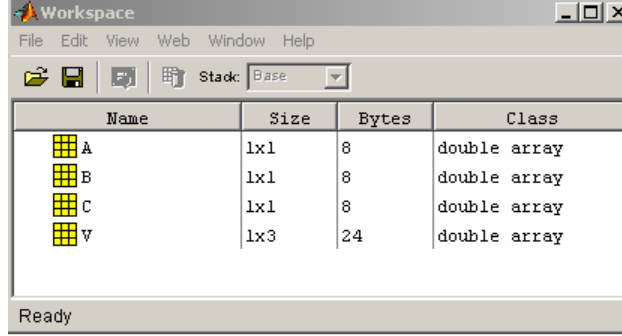 Workspace
File Edit View Web Window Help
Stack: Base
Name Size Bytes Class
A 1x1 8 double array
B 1x1 8 double array
C 1x1 8 double array
V 1x3 24 double array
Ready